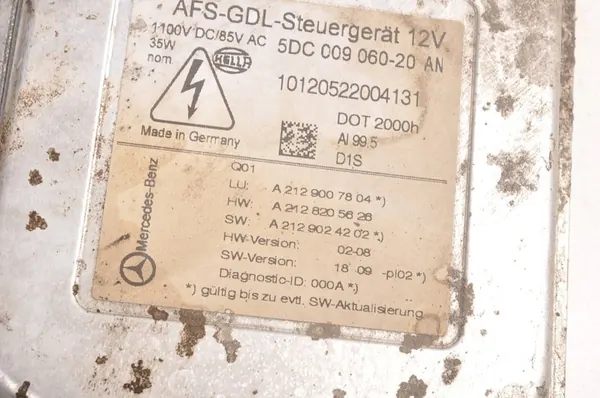 AFS-GDL-Steuergerät 12V
1100V DC/85V AC
35W
nom.
HELLA
5DC 009 060-20 AN
10120522004131
DOT 2000h
Al 99.5
D1S
Made in Germany
Mercedes-Benz
Q01
LU: A 212 900 78 04 *)
HW: A 212 820 56 26
SW: A 212 902 42 02 *)
HW-Version: 02-08
SW-Version: 18 09 -pl02 *)
Diagnostic-ID: 000A *)
*) gültig bis zu evtl. SW-Aktualisierung